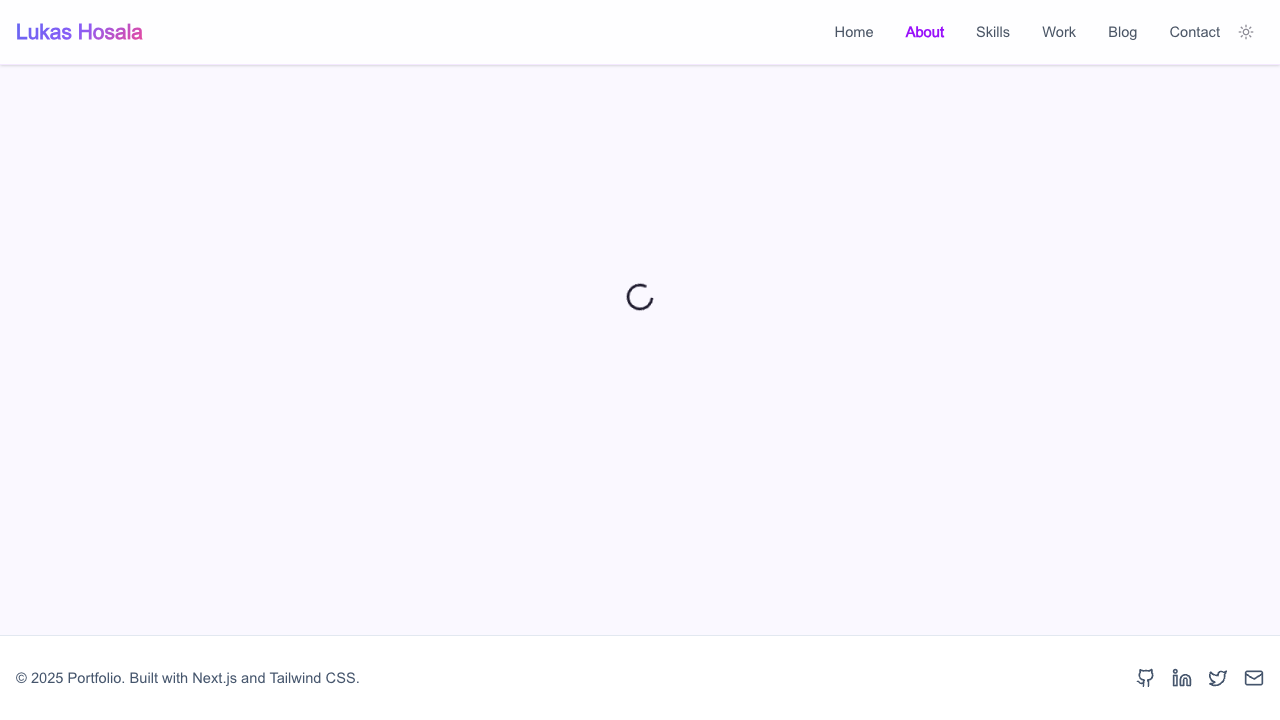 Lukas Hosala
Home About Skills Work Blog Contact
© 2025 Portfolio. Built with Next.js and Tailwind CSS.